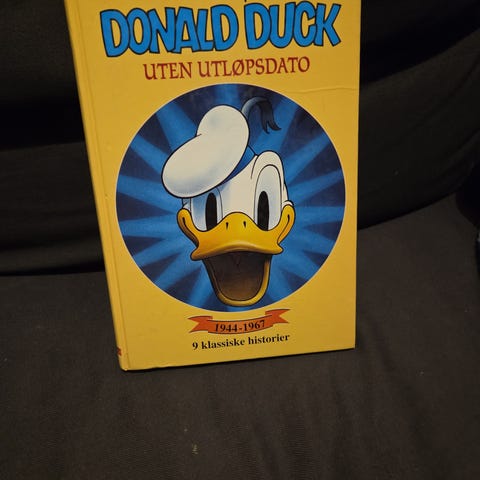 DONALD DUCK
UTEN UTLØPSDATO
1944-1967
9 klassiske historier